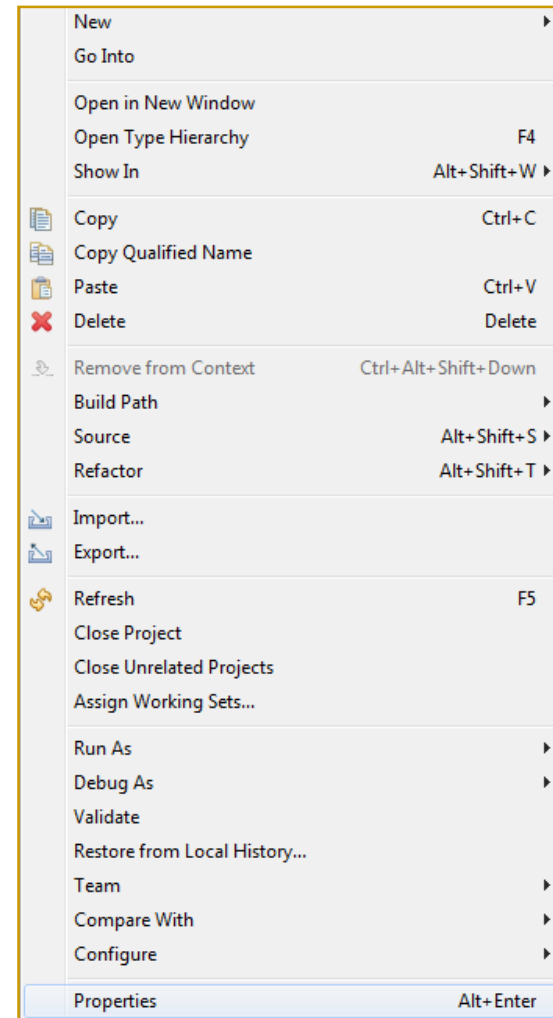 New
Go Into
Open in New Window
Open Type Hierarchy F4
Show In Alt+Shift+W
Copy Ctrl+C
Copy Qualified Name
Paste Ctrl+V
Delete Delete
Remove from Context Ctrl+Alt+Shift+Down
Build Path
Source Alt+Shift+S
Refactor Alt+Shift+T
Import...
Export...
Refresh F5
Close Project
Close Unrelated Projects
Assign Working Sets...
Run As
Debug As
Validate
Restore from Local History...
Team
Compare With
Configure
Properties Alt+Enter